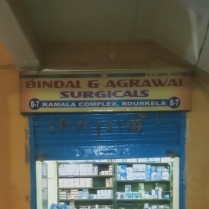 BINDAL & AGRAWAL
SURGICALS
B-7 KAMALA COMPLEX, ROURKELA B-7